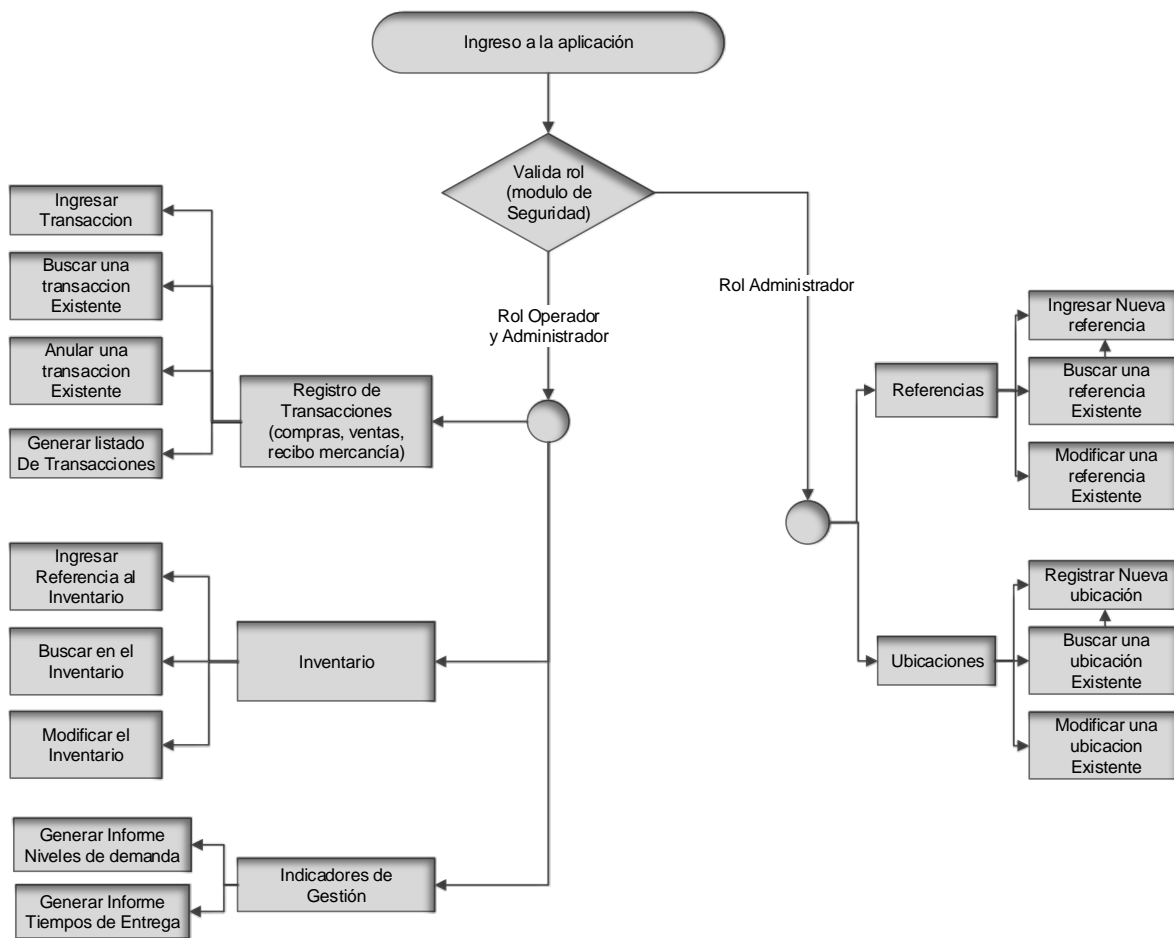 Ingreso a la aplicación
Valida rol
(modulo de
Seguridad)
Rol Operador
y Administrador
Rol Administrador
Ingresar
Transaccion
Buscar una
transaccion
Existente
Anular una
transaccion
Existente
Generar listado
De Transacciones
Registro de
Transacciones
(compras, ventas,
recibo mercancía)
Ingresar
Referencia al
Inventario
Buscar en el
Inventario
Modificar el
Inventario
Inventario
Generar Informe
Niveles de demanda
Generar Informe
Tiempos de Entrega
Indicadores de
Gestión
Referencias
Ingresar Nueva
referencia
Buscar una
referencia
Existente
Modificar una
referencia
Existente
Ubicaciones
Registrar Nueva
ubicación
Buscar una
ubicación
Existente
Modificar una
ubicacion
Existente